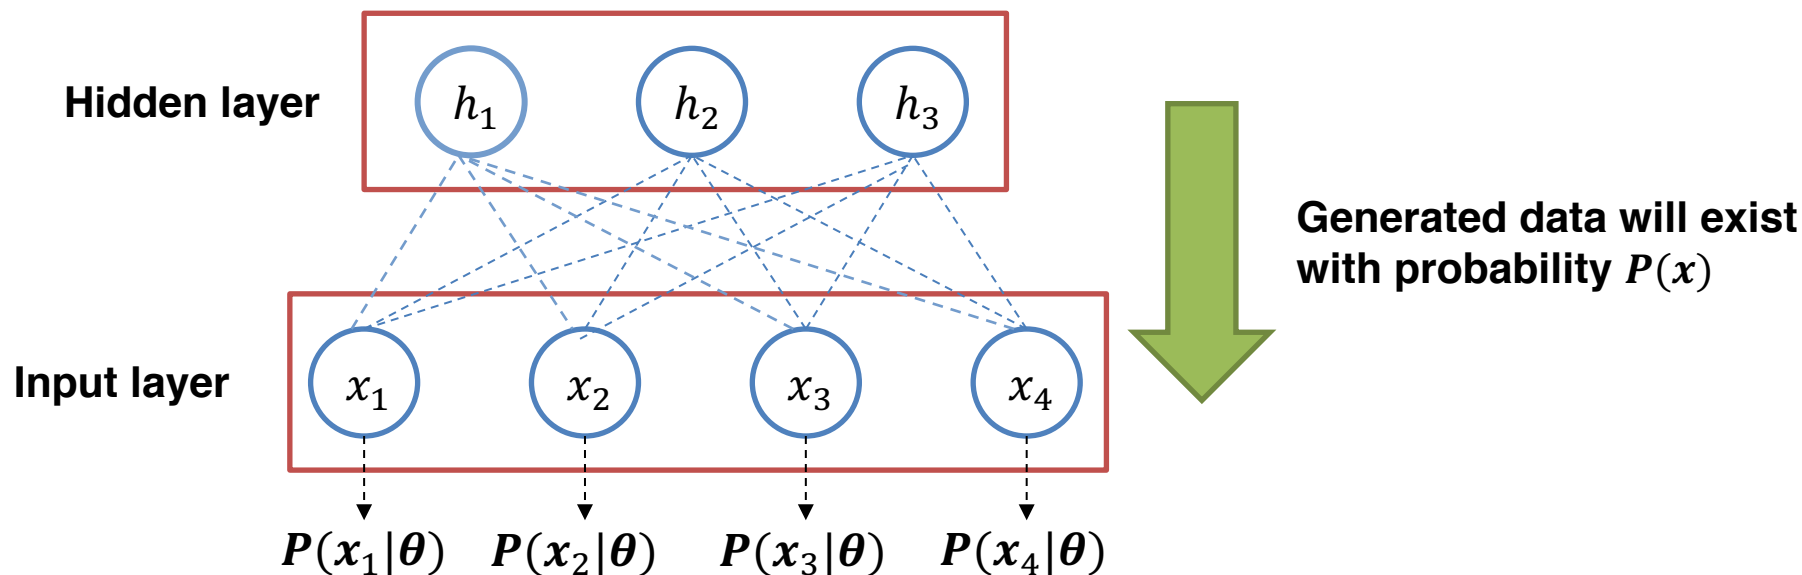 Hidden layer
h₁ h₂ h₃
Generated data will exist
with probability P(x)
Input layer
x₁ x₂ x₃ x₄
P(x₁|θ) P(x₂|θ) P(x₃|θ) P(x₄|θ)